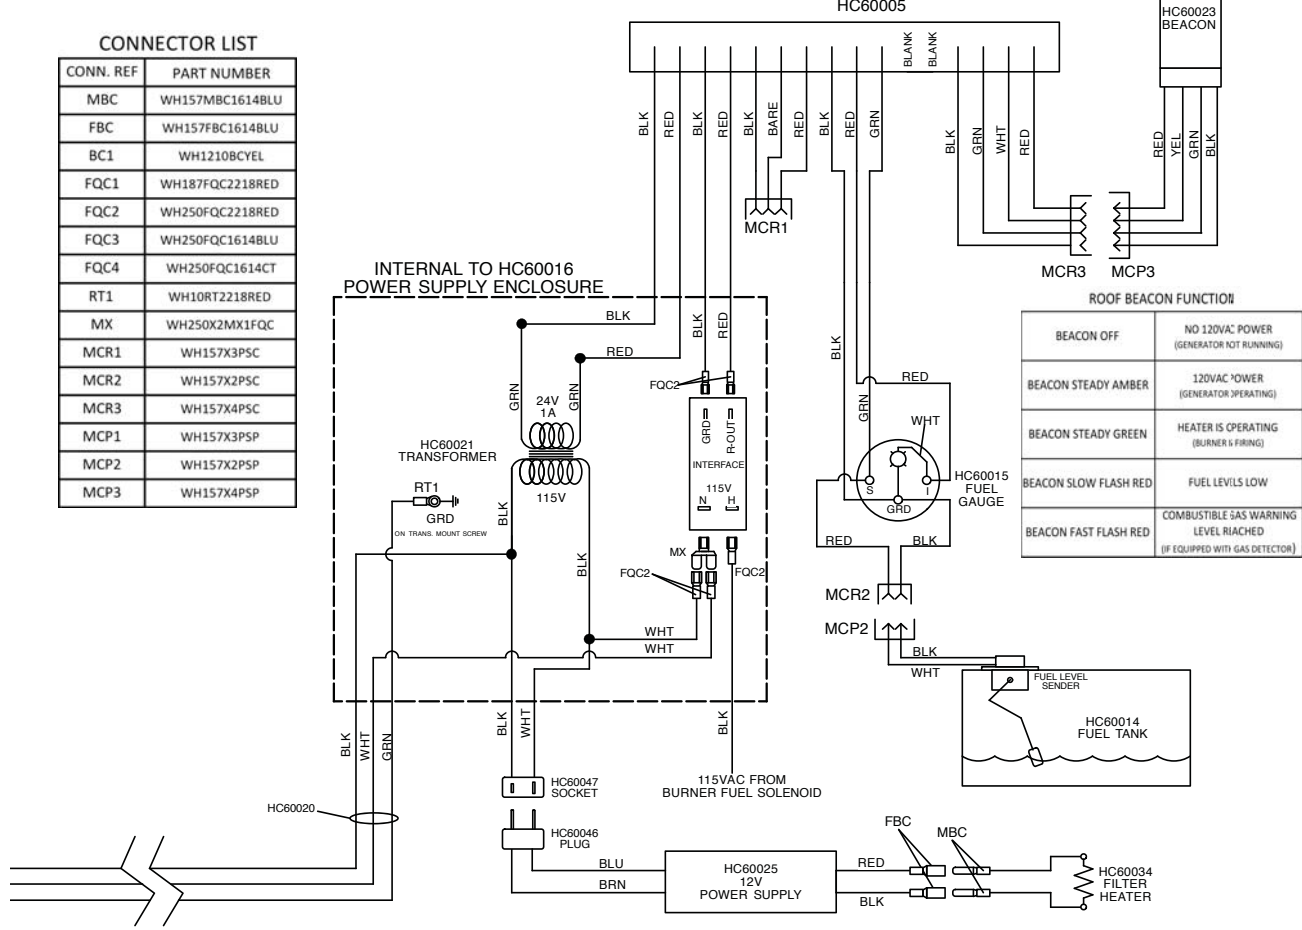 HC60005
CONNECTOR LIST
CONN. REF PART NUMBER
MBC WH157MBC1614BLU
FBC WH157FBC1614BLU
BC1 WH1210BCYEL
FQC1 WH187FQC2218RED
FQC2 WH250FQC2218RED
FQC3 WH250FQC1614BLU
FQC4 WH250FQC1614CT
RT1 WH10RT2218RED
MX WH250X2MX1FQC
MCR1 WH157X3PSC
MCR2 WH157X2PSC
MCR3 WH157X4PSC
MCP1 WH157X3PSP
MCP2 WH157X2PSP
MCP3 WH157X4PSP
BLANK
BLANK
BLK
RED
BLK
RED
BLK
BARE
RED
BLK
RED
GRN
BLK
GRN
WHT
RED
HC60023
BEACON
RED
YEL
GRN
BLK
MCR1
MCR3
MCP3
ROOF BEACON FUNCTION
BEACON OFF
NO 120VAC POWER
(GENERATOR NOT RUNNING)
BEACON STEADY AMBER
120VAC POWER
(GENERATOR OPERATING)
BEACON STEADY GREEN
HEATER IS OPERATING
(BURNER IS FIRING)
BEACON SLOW FLASH RED
FUEL LEVELS LOW
BEACON FAST FLASH RED
COMBUSTIBLE GAS WARNING
LEVEL RIACHED
(IF EQUIPPED WITH GAS DETECTOR)
INTERNAL TO HC60016
POWER SUPPLY ENCLOSURE
BLK
RED
BLK
RED
GRN
GRN
24V
1A
HC60021
TRANSFORMER
115V
RT1
GRD
ON TRANS. MOUNT SCREW
BLK
BLK
FQC2
GRD
R-OUT
INTERFACE
115V
N H
MX
FQC2
FQC2
WHT
WHT
BLK
RED
GRN
WHT
S
I
GRD
HC60015
FUEL
GAUGE
RED
BLK
MCR2
MCP2
BLK
WHT
FUEL LEVEL
SENDER
HC60014
FUEL TANK
BLK
WHT
GRN
BLK
WHT
BLK
115VAC FROM
BURNER FUEL SOLENOID
HC60047
SOCKET
HC60020
HC60046
PLUG
BLU
BRN
HC60025
12V
POWER SUPPLY
RED
BLK
FBC
MBC
HC60034
FILTER
HEATER